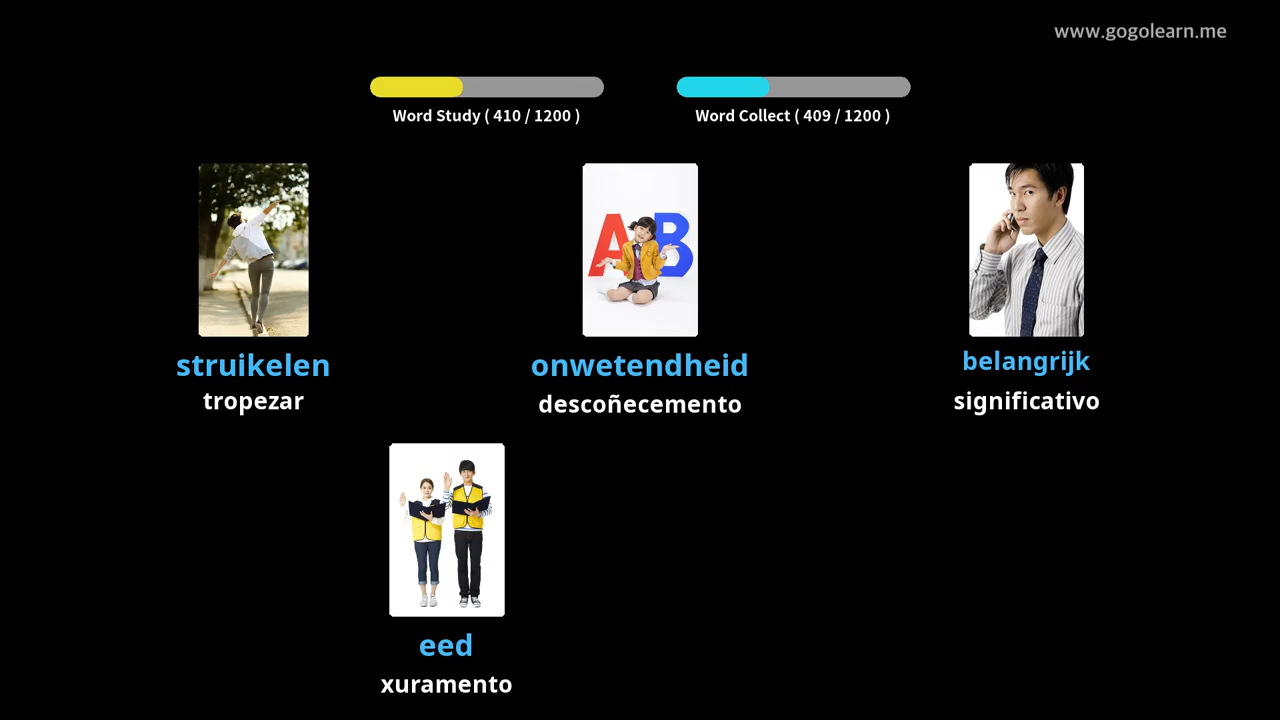 www.gogolearn.me
Word Study ( 410 / 1200 )
Word Collect ( 409 / 1200 )
A B
struikelen
tropezar
onwetendheid
descoñecemento
belangrijk
significativo
eed
xuramento